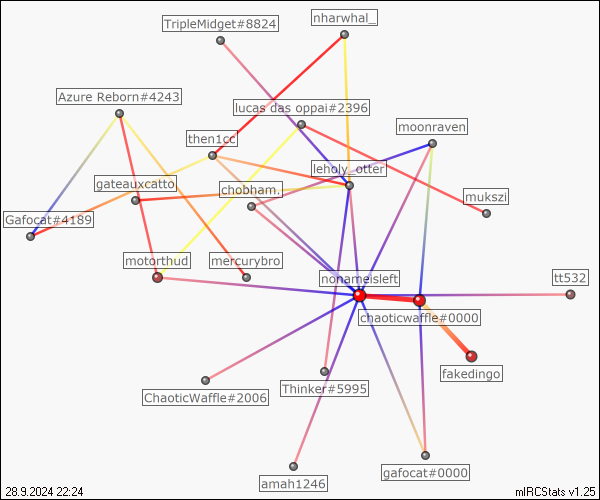 nharwhal_
TripleMidget#8824
Azure Reborn#4243
lucas das oppai#2396
moonraven
then1cc
leholy_otter
gateauxcatto
chobham.
mukszi
Gafocat#4189
motorthud
mercurybro
nonameisleft
tt532
chaoticwaffle#0000
fakedingo
Thinker#5995
ChaoticWaffle#2006
gafocat#0000
amah1246
28.9.2024 22:24
mIRCStats v1.25